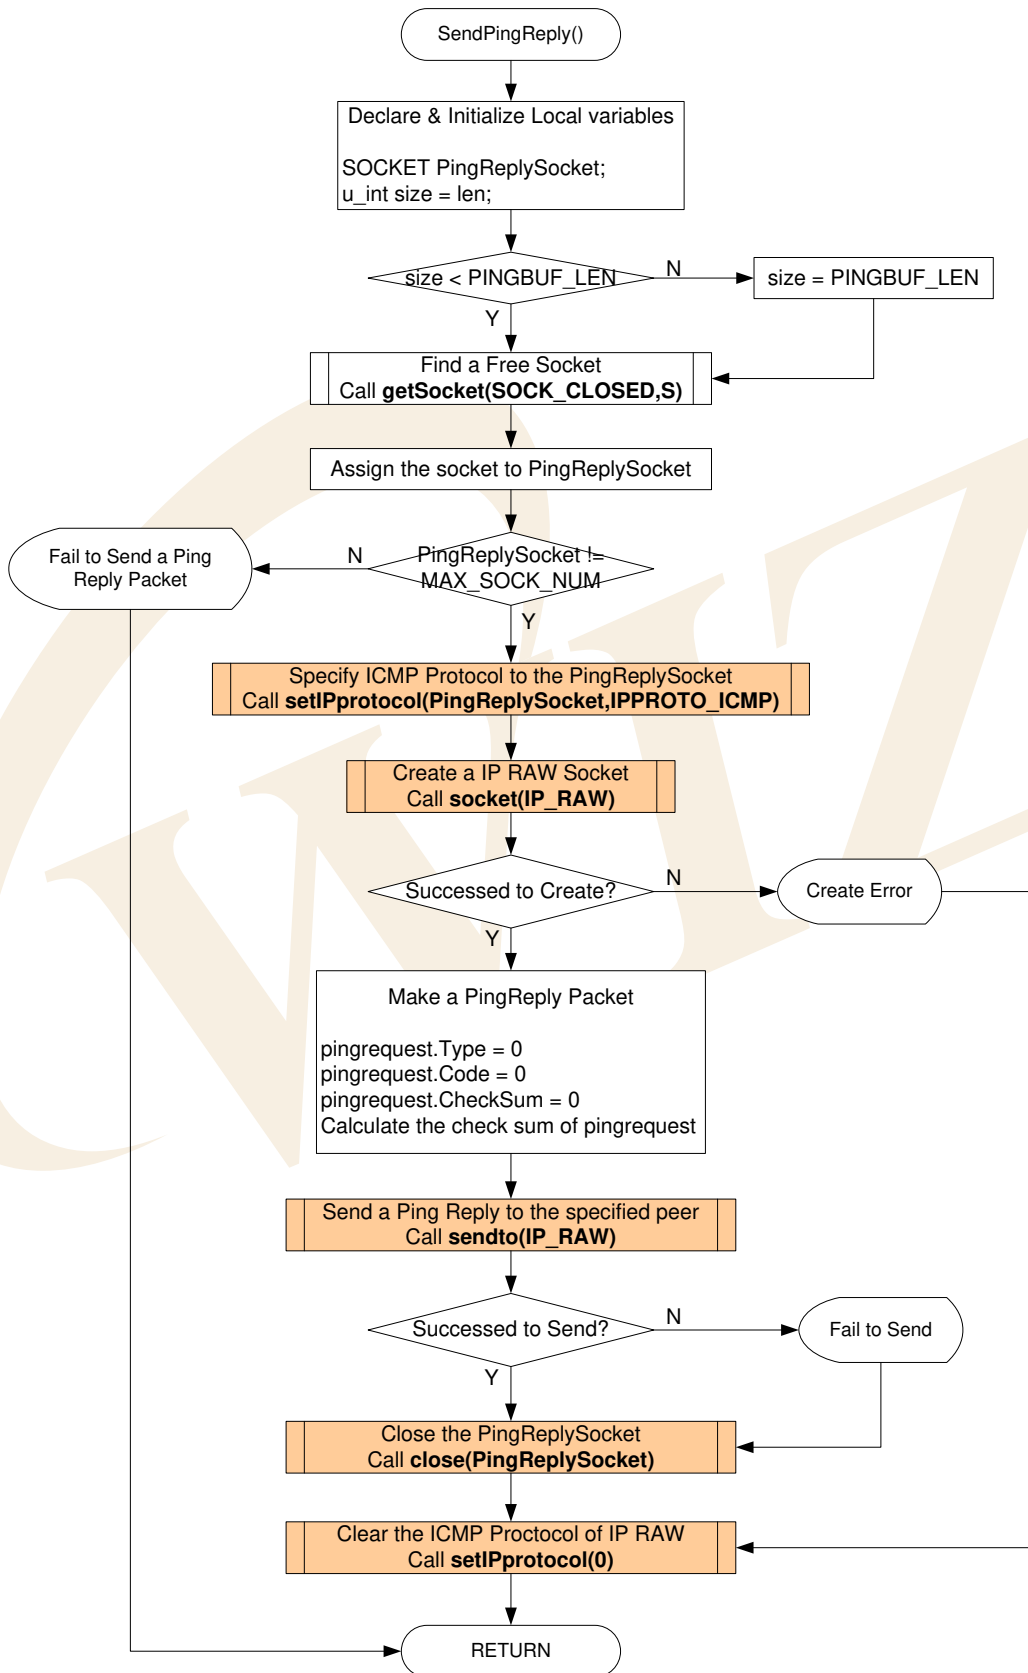 SendPingReply()
Declare & Initialize Local variables
SOCKET PingReplySocket;
u_int size = len;
size < PINGBUF_LEN
N
size = PINGBUF_LEN
Y
Find a Free Socket
Call getSocket(SOCK_CLOSED,S)
Assign the socket to PingReplySocket
Fail to Send a Ping
Reply Packet
N
PingReplySocket !=
MAX_SOCK_NUM
Y
Specify ICMP Protocol to the PingReplySocket
Call setIPprotocol(PingReplySocket,IPPROTO_ICMP)
Create a IP RAW Socket
Call socket(IP_RAW)
Successed to Create?
N
Create Error
Y
Make a PingReply Packet
pingrequest.Type = 0
pingrequest.Code = 0
pingrequest.CheckSum = 0
Calculate the check sum of pingrequest
Send a Ping Reply to the specified peer
Call sendto(IP_RAW)
Successed to Send?
N
Fail to Send
Y
Close the PingReplySocket
Call close(PingReplySocket)
Clear the ICMP Proctocol of IP RAW
Call setIPprotocol(0)
RETURN
WIZ